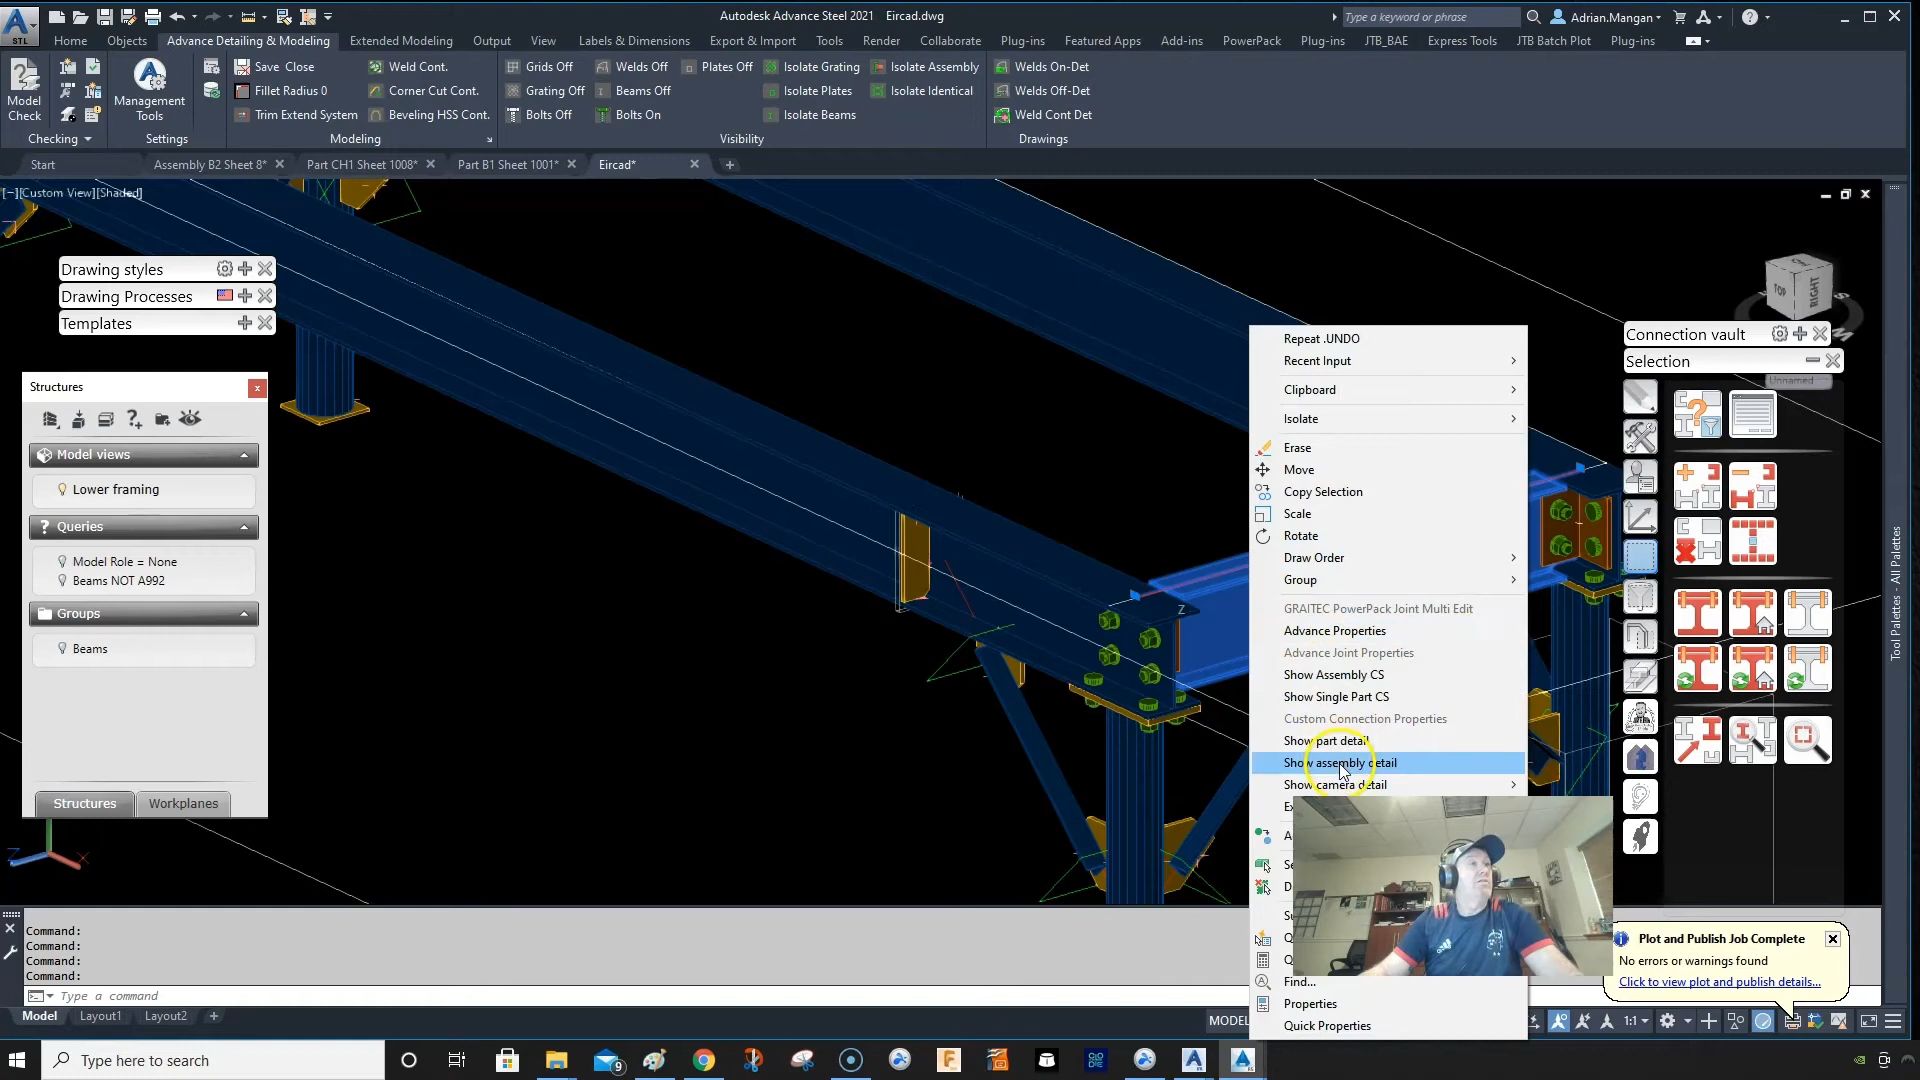 Autodesk Advance Steel 2021 Eircad.dwg
Type a keyword or phrase
Adrian.Mangan
STL
Home Objects Advance Detailing & Modeling Extended Modeling Output View Labels & Dimensions Export & Import Tools Render Collaborate Plug-ins Featured Apps Add-ins PowerPack Plug-ins JTB_BAE Express Tools JTB Batch Plot Plug-ins
Model Check
Management Tools
Save Close
Fillet Radius 0
Trim Extend System
Weld Cont.
Corner Cut Cont.
Beveling HSS Cont.
Grids Off
Grating Off
Bolts Off
Welds Off
Beams Off
Bolts On
Plates Off
Isolate Grating
Isolate Plates
Isolate Beams
Isolate Assembly
Isolate Identical
Welds On-Det
Welds Off-Det
Weld Cont Det
Checking
Settings
Modeling
Visibility
Drawings
Start
Assembly B2 Sheet 8*
Part CH1 Sheet 1008*
Part B1 Sheet 1001*
Eircad*
[−][Custom View][Shaded]
Drawing styles
Drawing Processes
Templates
Structures
Model views
Lower framing
Queries
Model Role = None
Beams NOT A992
Groups
Beams
Structures
Workplanes
TOP
RIGHT
Connection vault
Selection
Unnamed
Tool Palettes - All Palettes
Z
Repeat .UNDO
Recent Input
Clipboard
Isolate
Erase
Move
Copy Selection
Scale
Rotate
Draw Order
Group
GRAITEC PowerPack Joint Multi Edit
Advance Properties
Advance Joint Properties
Show Assembly CS
Show Single Part CS
Custom Connection Properties
Show part detail
Show assembly detail
Show camera detail
Find...
Properties
Quick Properties
Command:
Command:
Command:
Command:
Type a command
Model Layout1 Layout2
Plot and Publish Job Complete
No errors or warnings found
Click to view plot and publish details...
MODEL
1:1
Type here to search
9